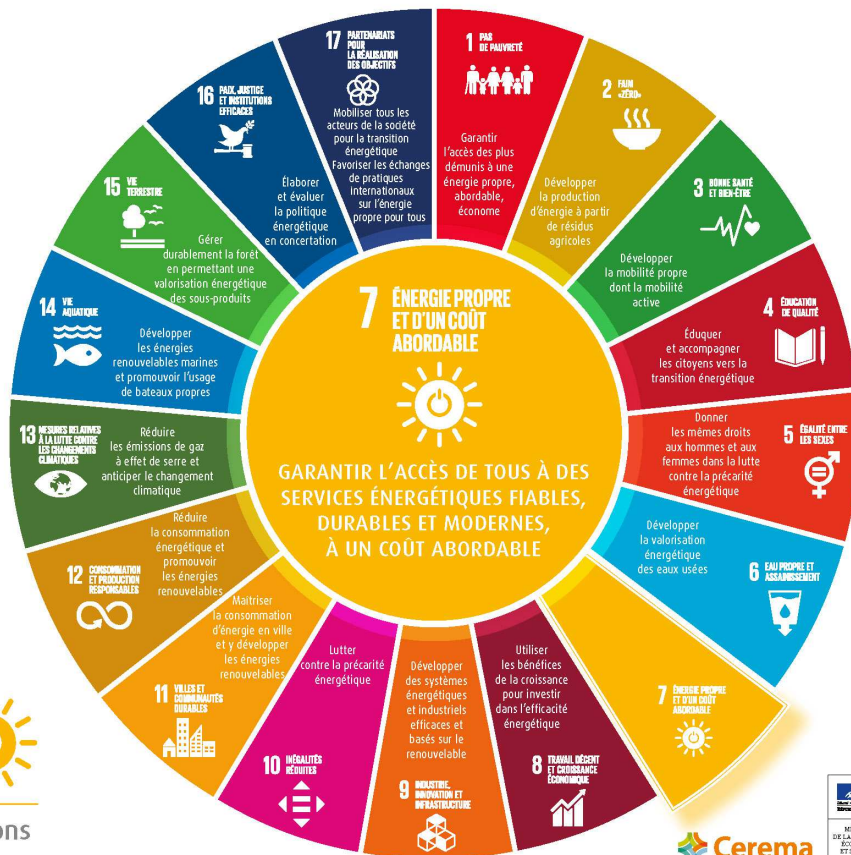 7 ÉNERGIE PROPRE
ET D'UN COÛT
ABORDABLE
GARANTIR L'ACCÈS DE TOUS À DES
SERVICES ÉNERGÉTIQUES FIABLES,
DURABLES ET MODERNES,
À UN COÛT ABORDABLE
1 PAS
DE PAUVRETÉ
Garantir
l'accès des plus
démunis à une
énergie propre,
abordable,
économe
2 FAIM
«ZÉRO»
Développer
la production
d'énergie à partir
de résidus
agricoles
3 BONNE SANTÉ
ET BIEN-ÊTRE
Développer
la mobilité propre
dont la mobilité
active
4 ÉDUCATION
DE QUALITÉ
Éduquer
et accompagner
les citoyens vers la
transition énergétique
5 ÉGALITÉ ENTRE
LES SEXES
Donner
les mêmes droits
aux hommes et aux
femmes dans la lutte
contre la précarité
énergétique
6 EAU PROPRE ET
ASSAINISSEMENT
Développer
la valorisation
énergétique
des eaux usées
7 ÉNERGIE PROPRE
ET D'UN COÛT
ABORDABLE
8 TRAVAIL DÉCENT
ET CROISSANCE
ÉCONOMIQUE
Utiliser
les bénéfices
de la croissance
pour investir
dans l'efficacité
énergétique
9 INDUSTRIE,
INNOVATION ET
INFRASTRUCTURE
Développer
des systèmes
énergétiques
et industriels
efficaces et
basés sur le
renouvelable
10 INÉGALITÉS
RÉDUITES
Lutter
contre la précarité
énergétique
11 VILLES ET
COMMUNAUTÉS
DURABLES
Maîtriser
la consommation
d'énergie en ville
et y développer
les énergies
renouvelables
12 CONSOMMATION
ET PRODUCTION
RESPONSABLES
Réduire
la consommation
énergétique et
promouvoir
les énergies
renouvelables
13 MESURES RELATIVES
À LA LUTTE CONTRE
LES CHANGEMENTS
CLIMATIQUES
Réduire
les émissions de gaz
à effet de serre et
anticiper le changement
climatique
14 VIE
AQUATIQUE
Développer
les énergies
renouvelables marines
et promouvoir l'usage
de bateaux propres
15 VIE
TERRESTRE
Gérer
durablement la forêt
en permettant une
valorisation énergétique
des sous-produits
16 PAIX, JUSTICE
ET INSTITUTIONS
EFFICACES
Élaborer
et évaluer
la politique
énergétique
en concertation
17 PARTENARIATS
POUR
LA RÉALISATION
DES OBJECTIFS
Mobiliser tous les
acteurs de la société
pour la transition
énergétique
Favoriser les échanges
de pratiques
internationaux
sur l'énergie
propre pour tous
ons
Cerema